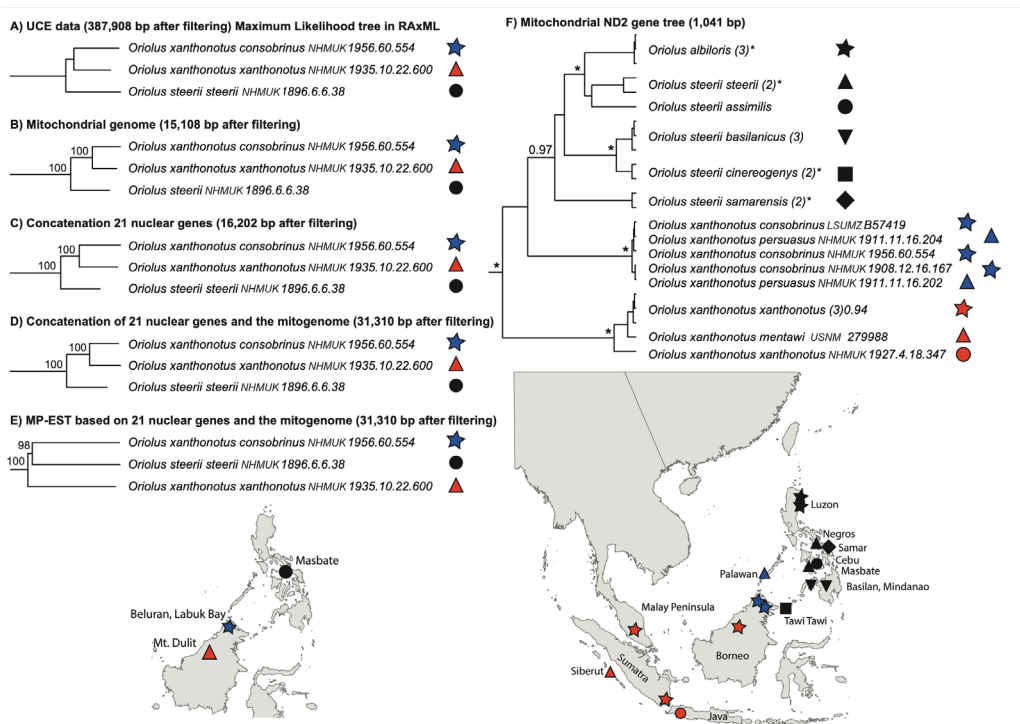 A) UCE data (387,908 bp after filtering) Maximum Likelihood tree in RAxML
Oriolus xanthonotus consobrinus NHMUK 1956.60.554
Oriolus xanthonotus xanthonotus NHMUK 1935.10.22.600
Oriolus steerii steerii NHMUK 1896.6.6.38
B) Mitochondrial genome (15,108 bp after filtering)
100
100
Oriolus xanthonotus consobrinus NHMUK 1956.60.554
Oriolus xanthonotus xanthonotus NHMUK 1935.10.22.600
Oriolus steerii NHMUK 1896.6.6.38
C) Concatenation 21 nuclear genes (16,202 bp after filtering)
100
100
Oriolus xanthonotus consobrinus NHMUK 1956.60.554
Oriolus xanthonotus xanthonotus NHMUK 1935.10.22.600
Oriolus steerii steerii NHMUK 1896.6.6.38
D) Concatenation of 21 nuclear genes and the mitogenome (31,310 bp after filtering)
100
100
Oriolus xanthonotus consobrinus NHMUK 1956.60.554
Oriolus xanthonotus xanthonotus NHMUK 1935.10.22.600
Oriolus steerii steerii NHMUK 1896.6.6.38
E) MP-EST based on 21 nuclear genes and the mitogenome (31,310 bp after filtering)
98
100
Oriolus xanthonotus consobrinus NHMUK 1956.60.554
Oriolus steerii steerii NHMUK 1896.6.6.38
Oriolus xanthonotus xanthonotus NHMUK 1935.10.22.600
Masbate
Beluran, Labuk Bay
Mt. Dulit
F) Mitochondrial ND2 gene tree (1,041 bp)
Oriolus albiloris (3)*
*
Oriolus steerii steerii (2)*
Oriolus steerii assimilis
Oriolus steerii basilanicus (3)
0.97
*
Oriolus steerii cinereogenys (2)*
Oriolus steerii samarensis (2)*
Oriolus xanthonotus consobrinus LSUMZ B57419
Oriolus xanthonotus persuasus NHMUK 1911.11.16.204
*
Oriolus xanthonotus consobrinus NHMUK 1956.60.554
Oriolus xanthonotus consobrinus NHMUK 1908.12.16.167
*
Oriolus xanthonotus persuasus NHMUK 1911.11.16.202
Oriolus xanthonotus xanthonotus (3)0.94
*
Oriolus xanthonotus mentawi USNM 279988
Oriolus xanthonotus xanthonotus NHMUK 1927.4.18.347
Luzon
Negros
Samar
Cebu
Masbate
Palawan
Basilan, Mindanao
Malay Peninsula
Tawi Tawi
Borneo
Siberut
Sumatra
Java